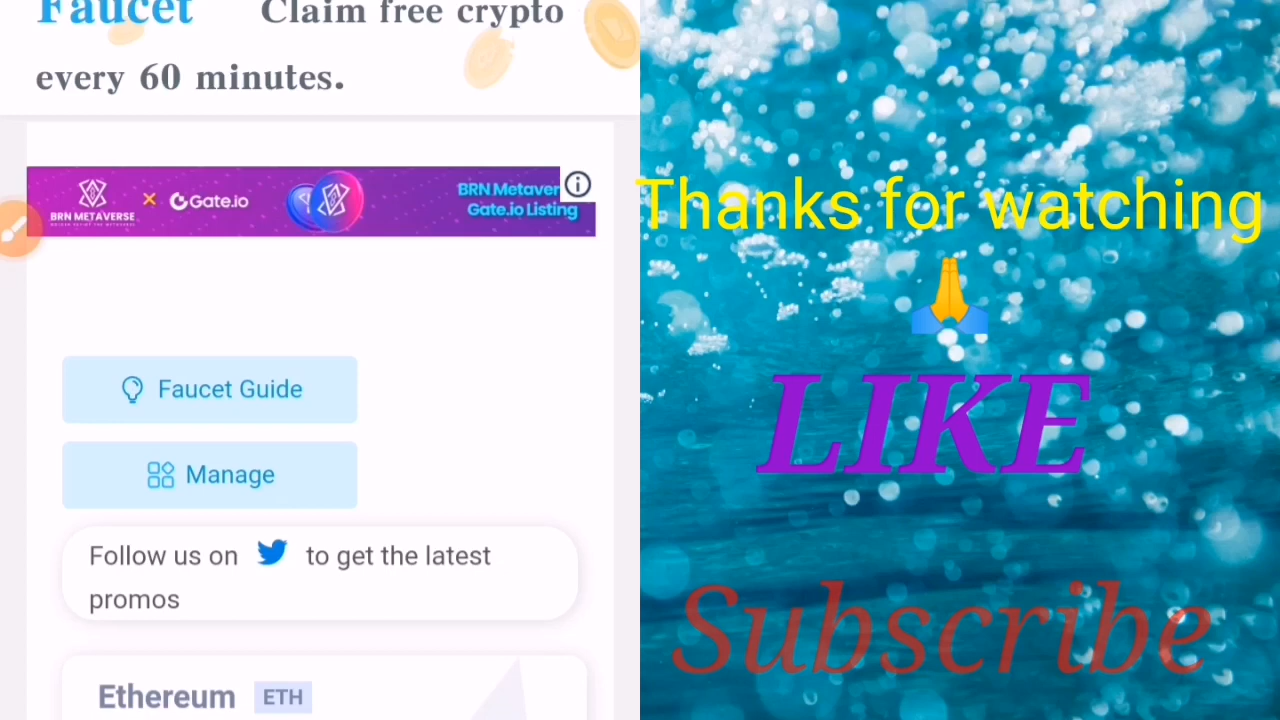 Faucet Claim free crypto
every 60 minutes.
BRN METAVERSE
Gate.io
BRN Metaver
Gate.io Listing
Faucet Guide
Manage
Follow us on to get the latest
promos
Ethereum ETH
Thanks for watching
LIKE
Subscribe